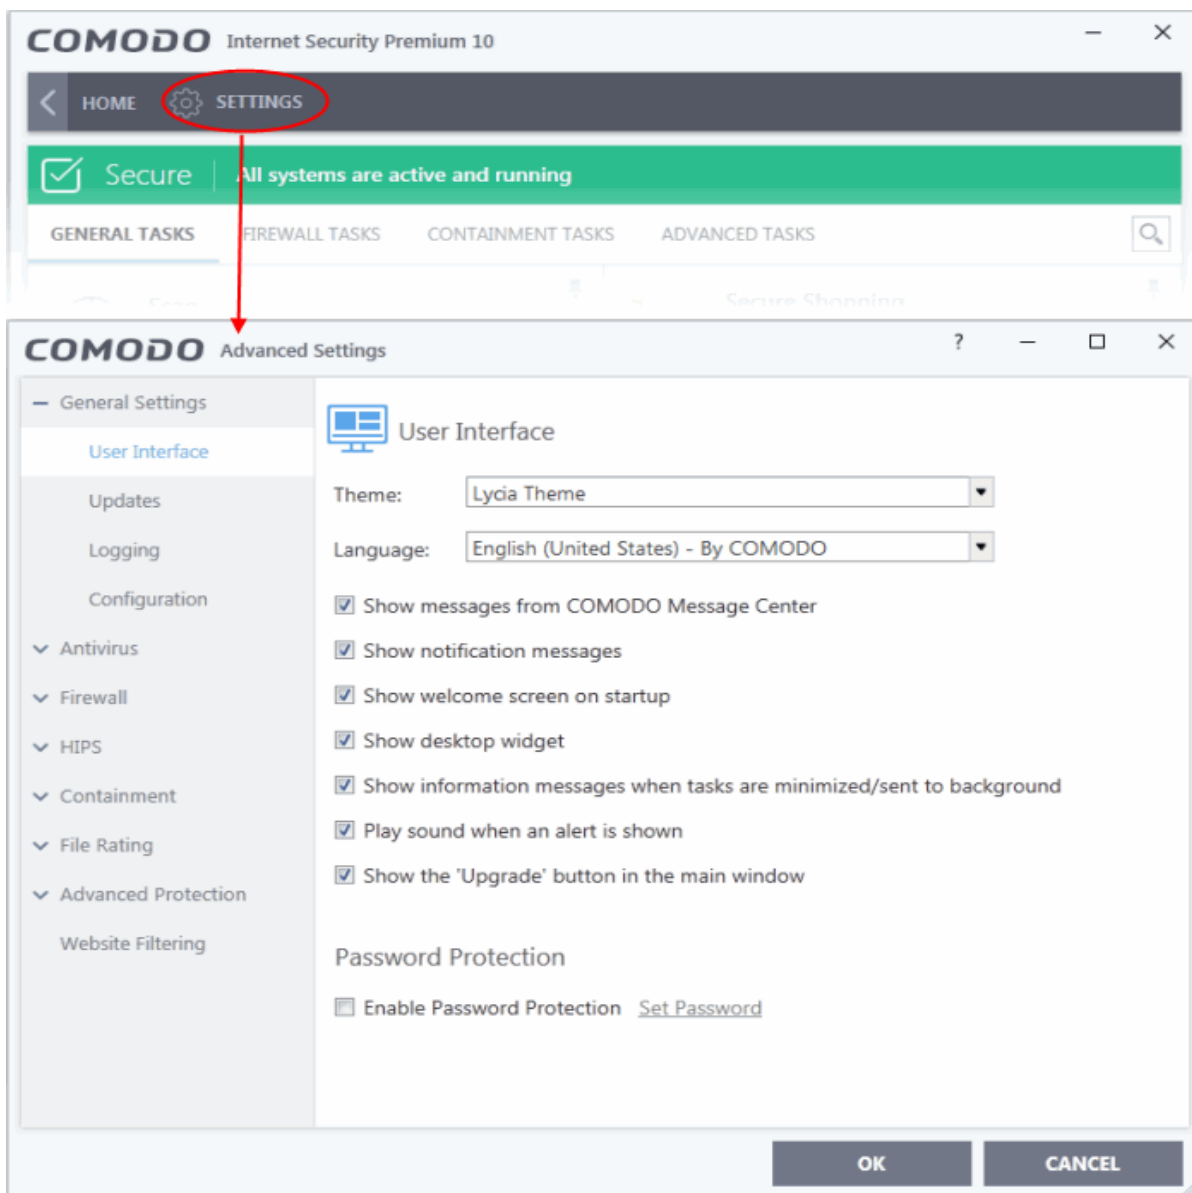 COMODO Internet Security Premium 10
HOME SETTINGS
Secure All systems are active and running
GENERAL TASKS FIREWALL TASKS CONTAINMENT TASKS ADVANCED TASKS
Scan Secure Shopping
COMODO Advanced Settings ?
General Settings
User Interface
Updates
Logging
Configuration
Antivirus
Firewall
HIPS
Containment
File Rating
Advanced Protection
Website Filtering
User Interface
Theme: Lycia Theme
Language: English (United States) - By COMODO
Show messages from COMODO Message Center
Show notification messages
Show welcome screen on startup
Show desktop widget
Show information messages when tasks are minimized/sent to background
Play sound when an alert is shown
Show the 'Upgrade' button in the main window
Password Protection
Enable Password Protection Set Password
OK CANCEL